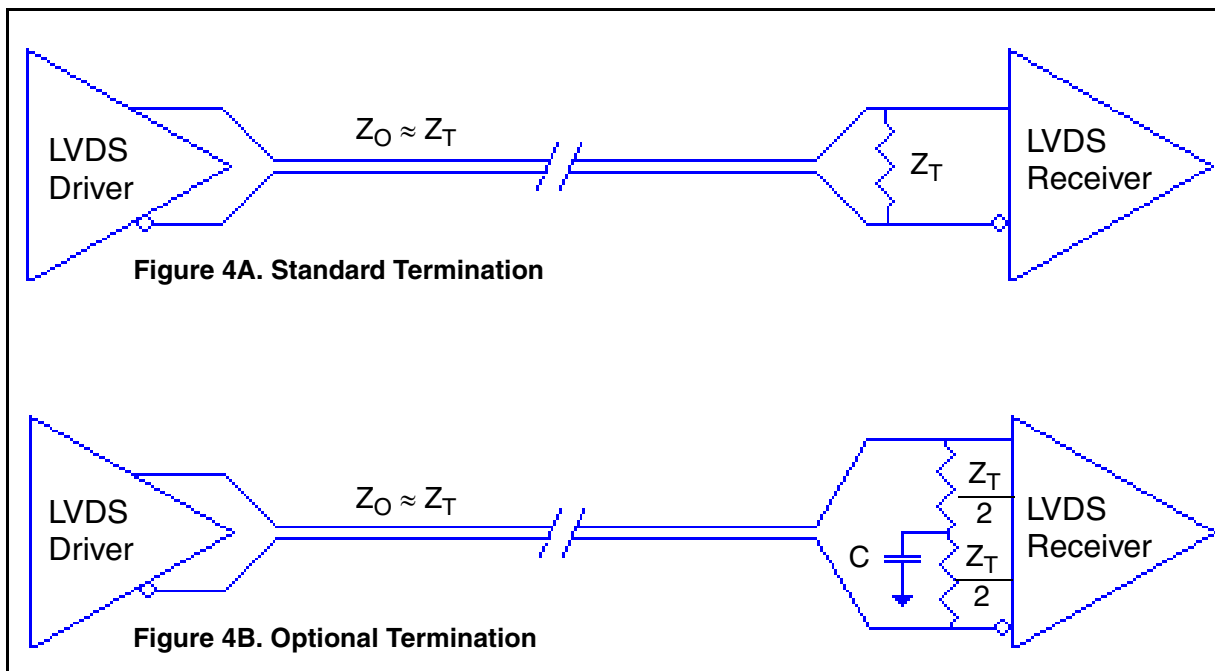 LVDS
Driver
Z_O ≈ Z_T
Z_T
LVDS
Receiver
Figure 4A. Standard Termination
LVDS
Driver
Z_O ≈ Z_T
C
Z_T
2
Z_T
2
LVDS
Receiver
Figure 4B. Optional Termination